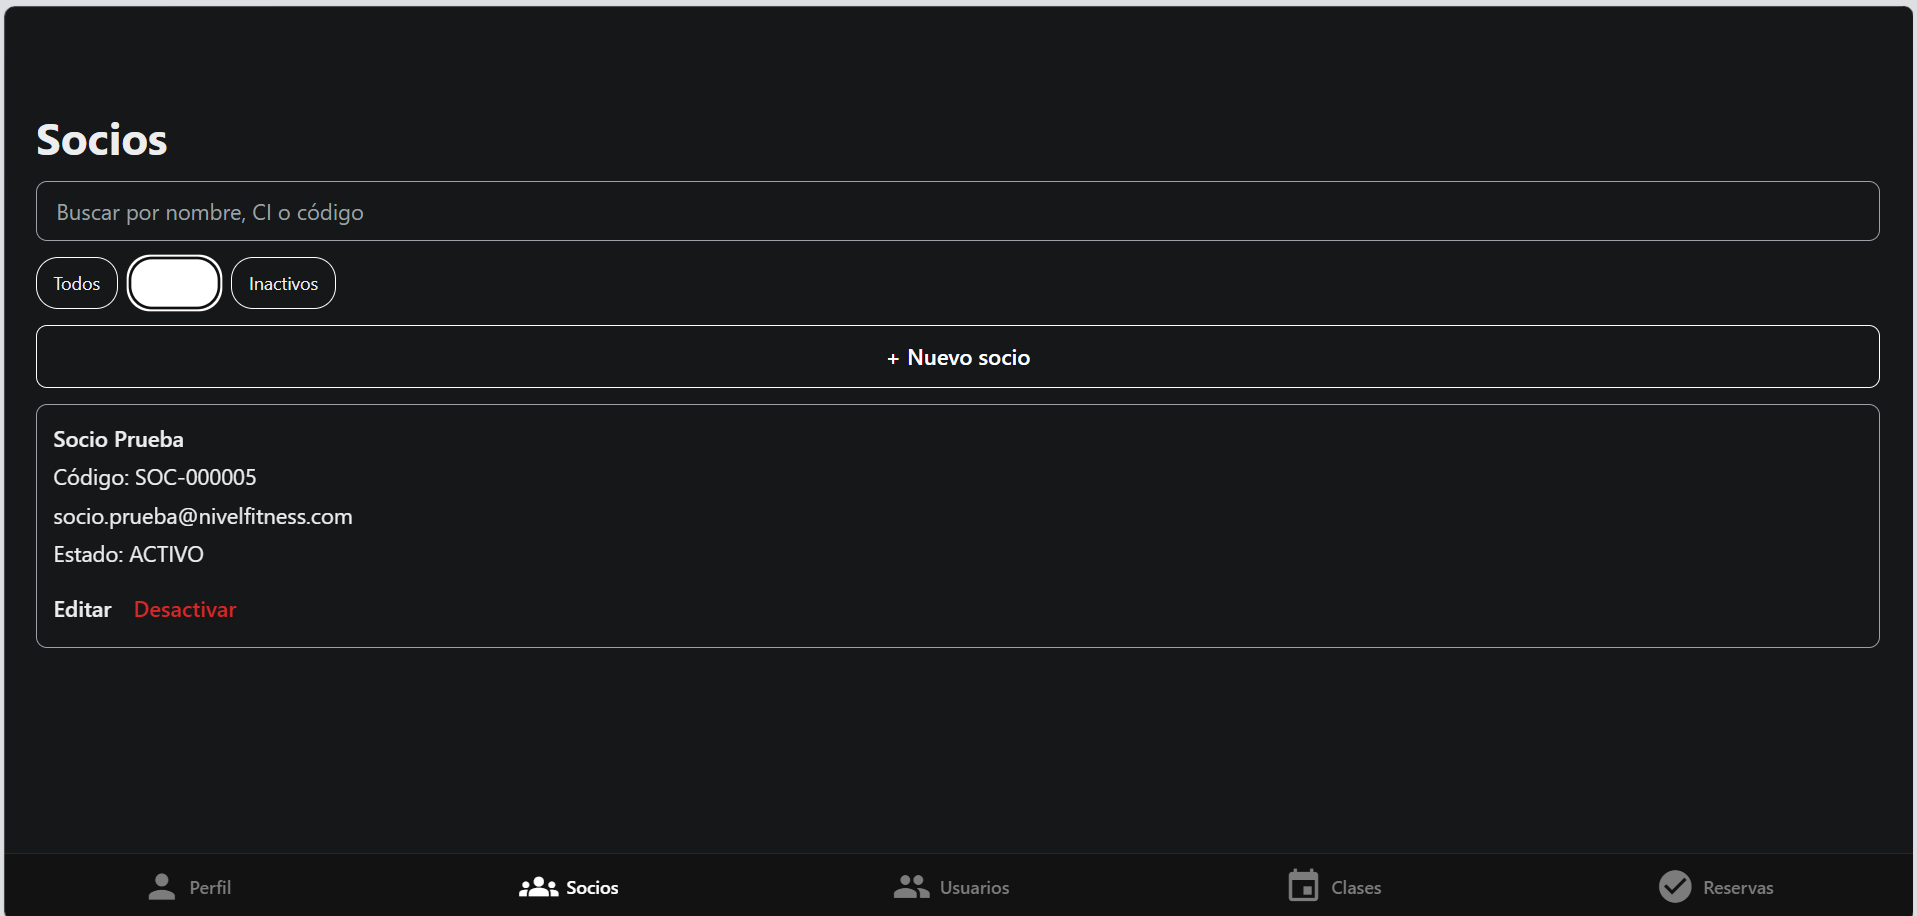 Socios
Buscar por nombre, CI o código
Todos
Inactivos
+ Nuevo socio
Socio Prueba
Código: SOC-000005
socio.prueba@nivelfitness.com
Estado: ACTIVO
Editar Desactivar
Perfil Socios Usuarios Clases Reservas